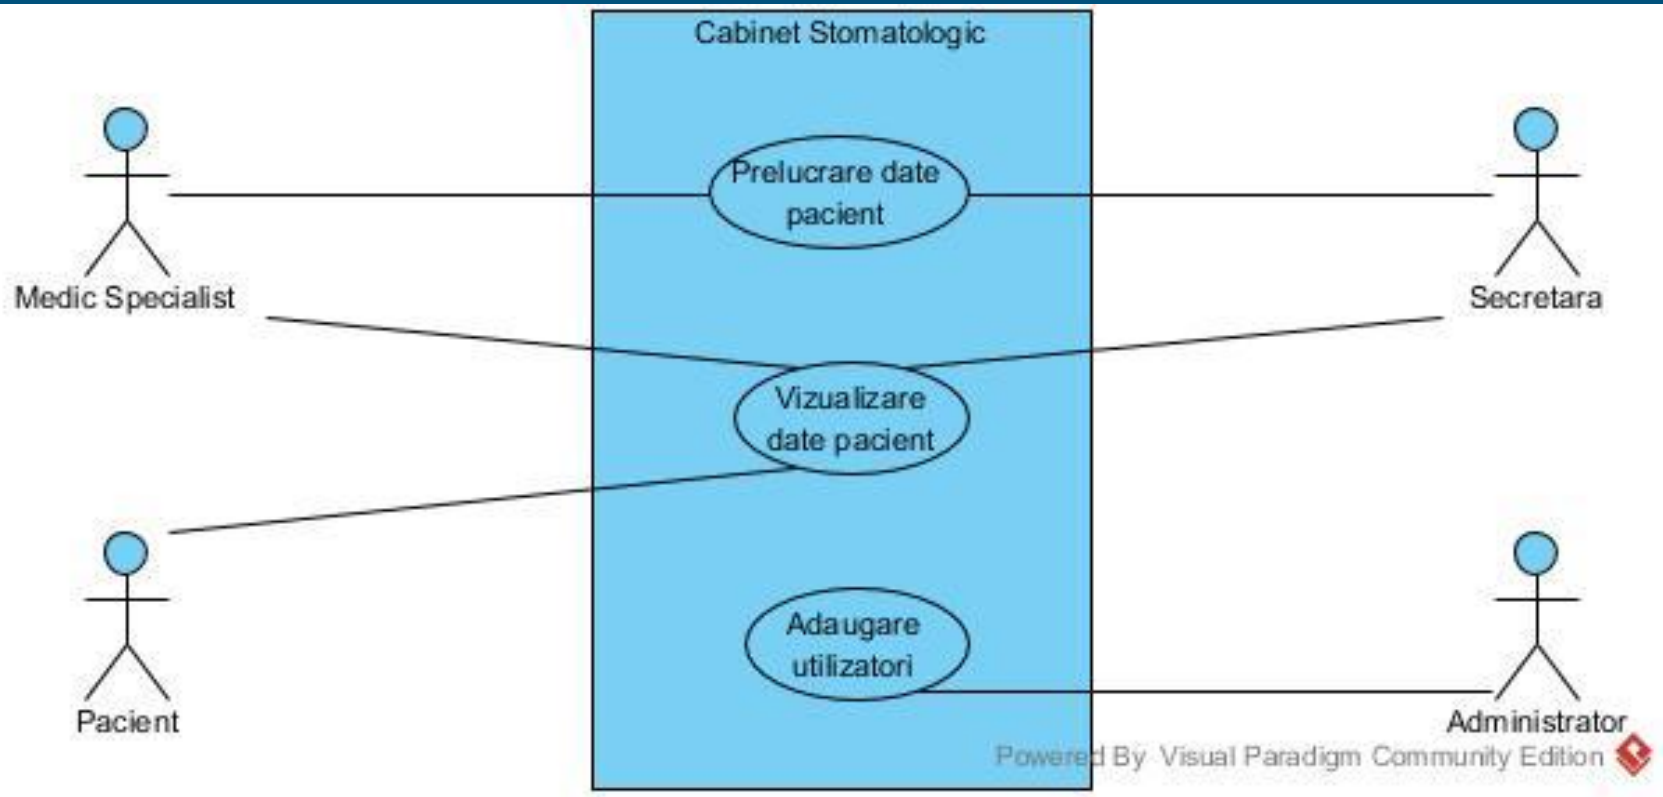 Cabinet Stomatologic
Prelucrare date
pacient
Medic Specialist
Secretara
Vizualizare
date pacient
Adaugare
utilizatori
Pacient
Administrator
Powered By Visual Paradigm Community Edition